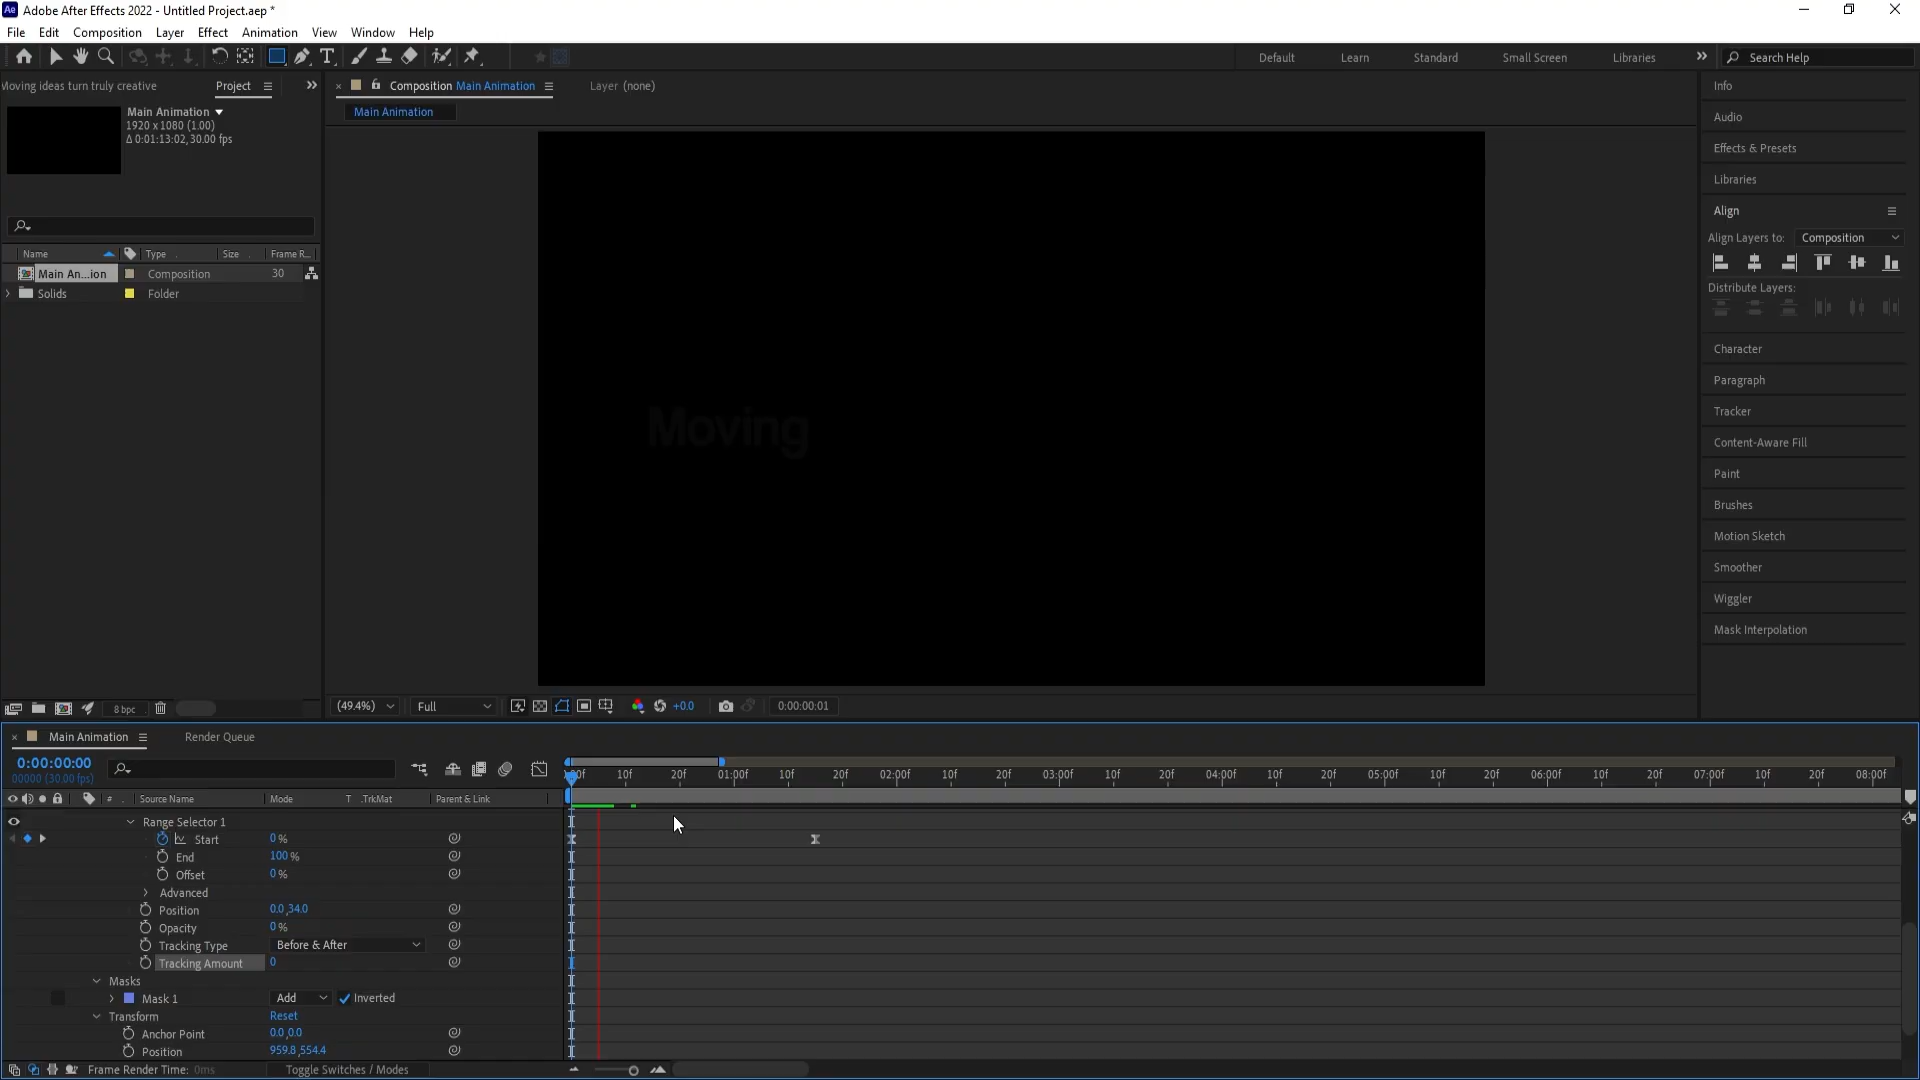 Adobe After Effects 2022 - Untitled Project.aep *
File Edit Composition Layer Effect Animation View Window Help
Default Learn Standard Small Screen Libraries Search Help
Moving ideas turn truly creative Project
Composition Main Animation Layer (none)
Main Animation
Main Animation
1920 x 1080 (1.00)
Δ 0:01:13:02, 30.00 fps
Name Type Size Frame R...
Main An...ion Composition 30
Solids Folder
Moving
Info
Audio
Effects & Presets
Libraries
Align
Align Layers to: Composition
Distribute Layers:
Character
Paragraph
Tracker
Content-Aware Fill
Paint
Brushes
Motion Sketch
Smoother
Wiggler
Mask Interpolation
8 bpc
(49.4%) Full +0.0 0:00:00:01
Main Animation Render Queue
0:00:00:00
00000 (30.00 fps)
:00f 10f 20f 01:00f 10f 20f 02:00f 10f 20f 03:00f 10f 20f 04:00f 10f 20f 05:00f 10f 20f 06:00f 10f 20f 07:00f 10f 20f 08:00f
# Source Name Mode T .TrkMat Parent & Link
Range Selector 1
Start 0 %
End 100 %
Offset 0 %
Advanced
Position 0.0,34.0
Opacity 0 %
Tracking Type Before & After
Tracking Amount 0
Masks
Mask 1 Add Inverted
Transform Reset
Anchor Point 0.0,0.0
Position 959.8,554.4
Frame Render Time: 0ms Toggle Switches / Modes